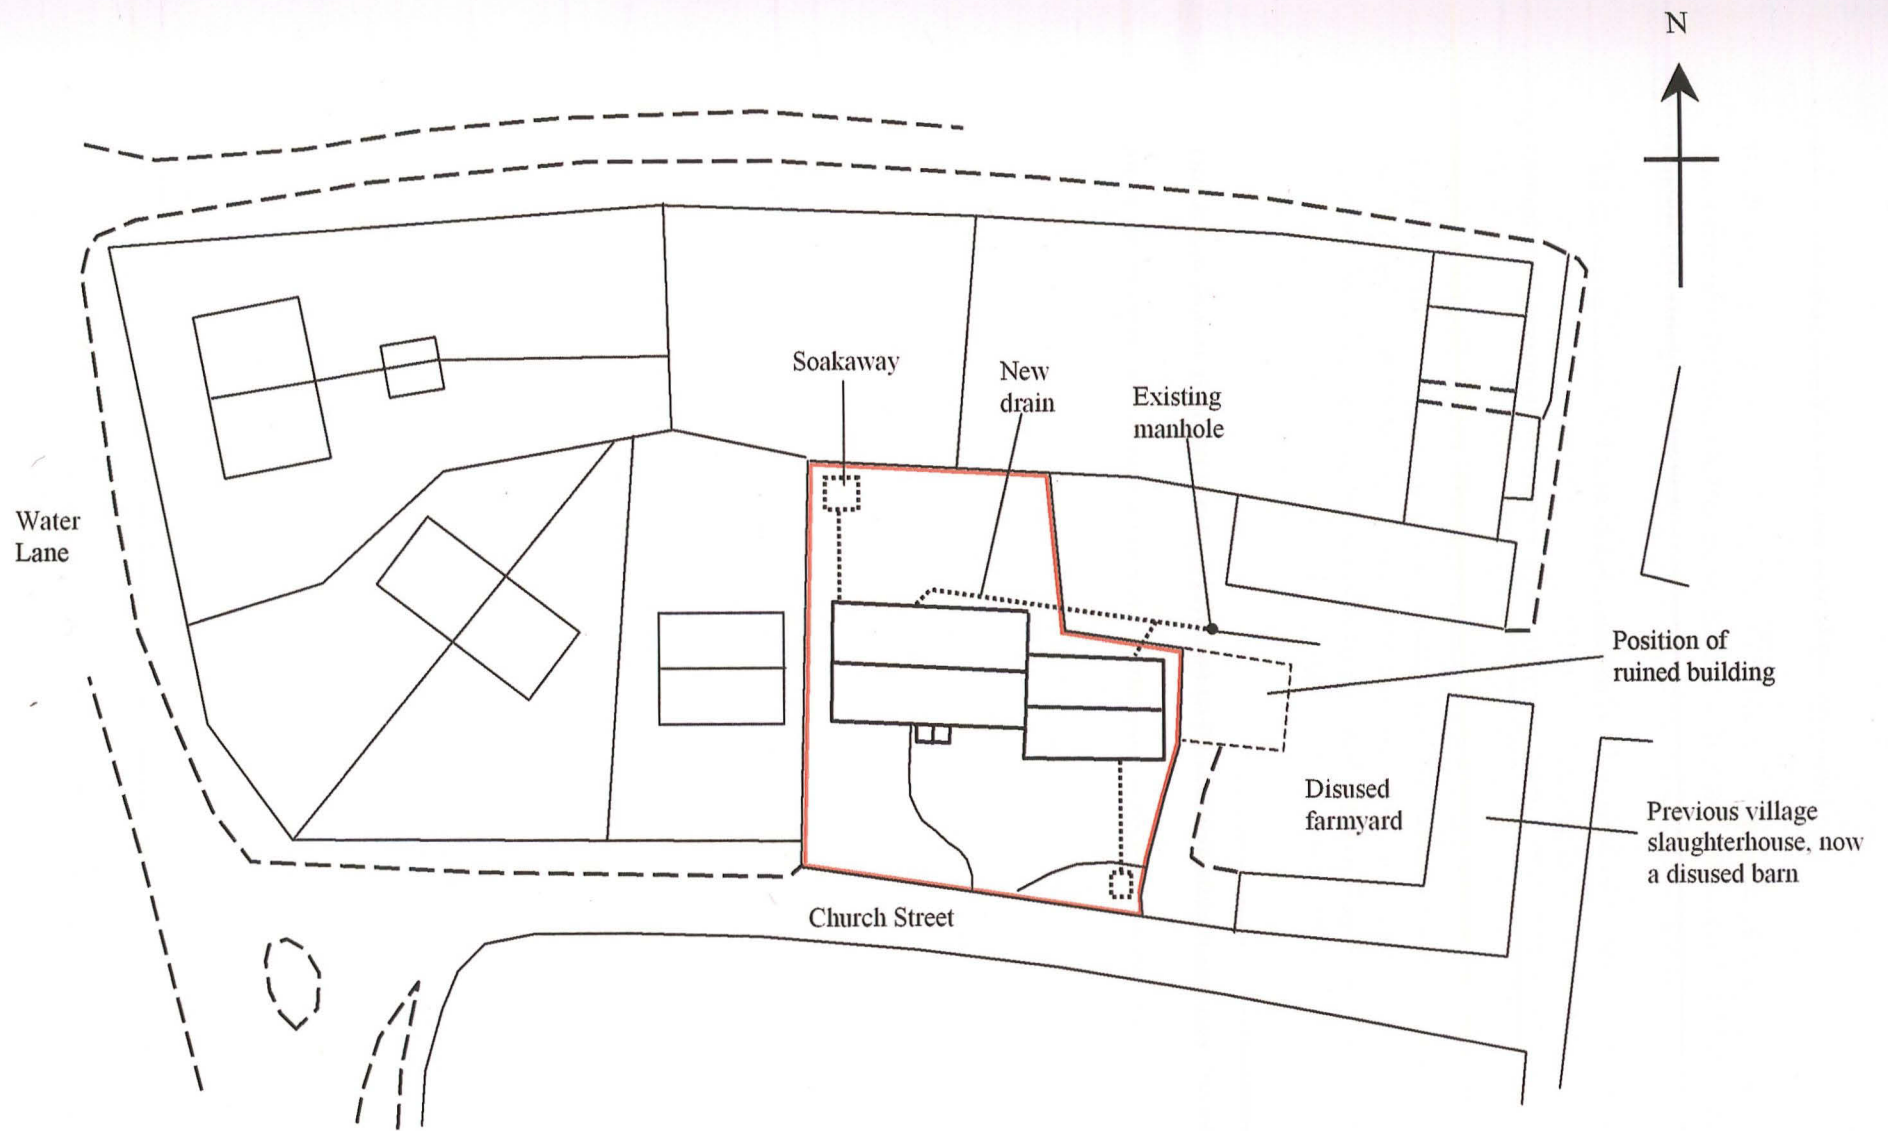 N
Soakaway
New
drain
Existing
manhole
Water
Lane
Position of
ruined building
Disused
farmyard
Previous village
slaughterhouse, now
a disused barn
Church Street